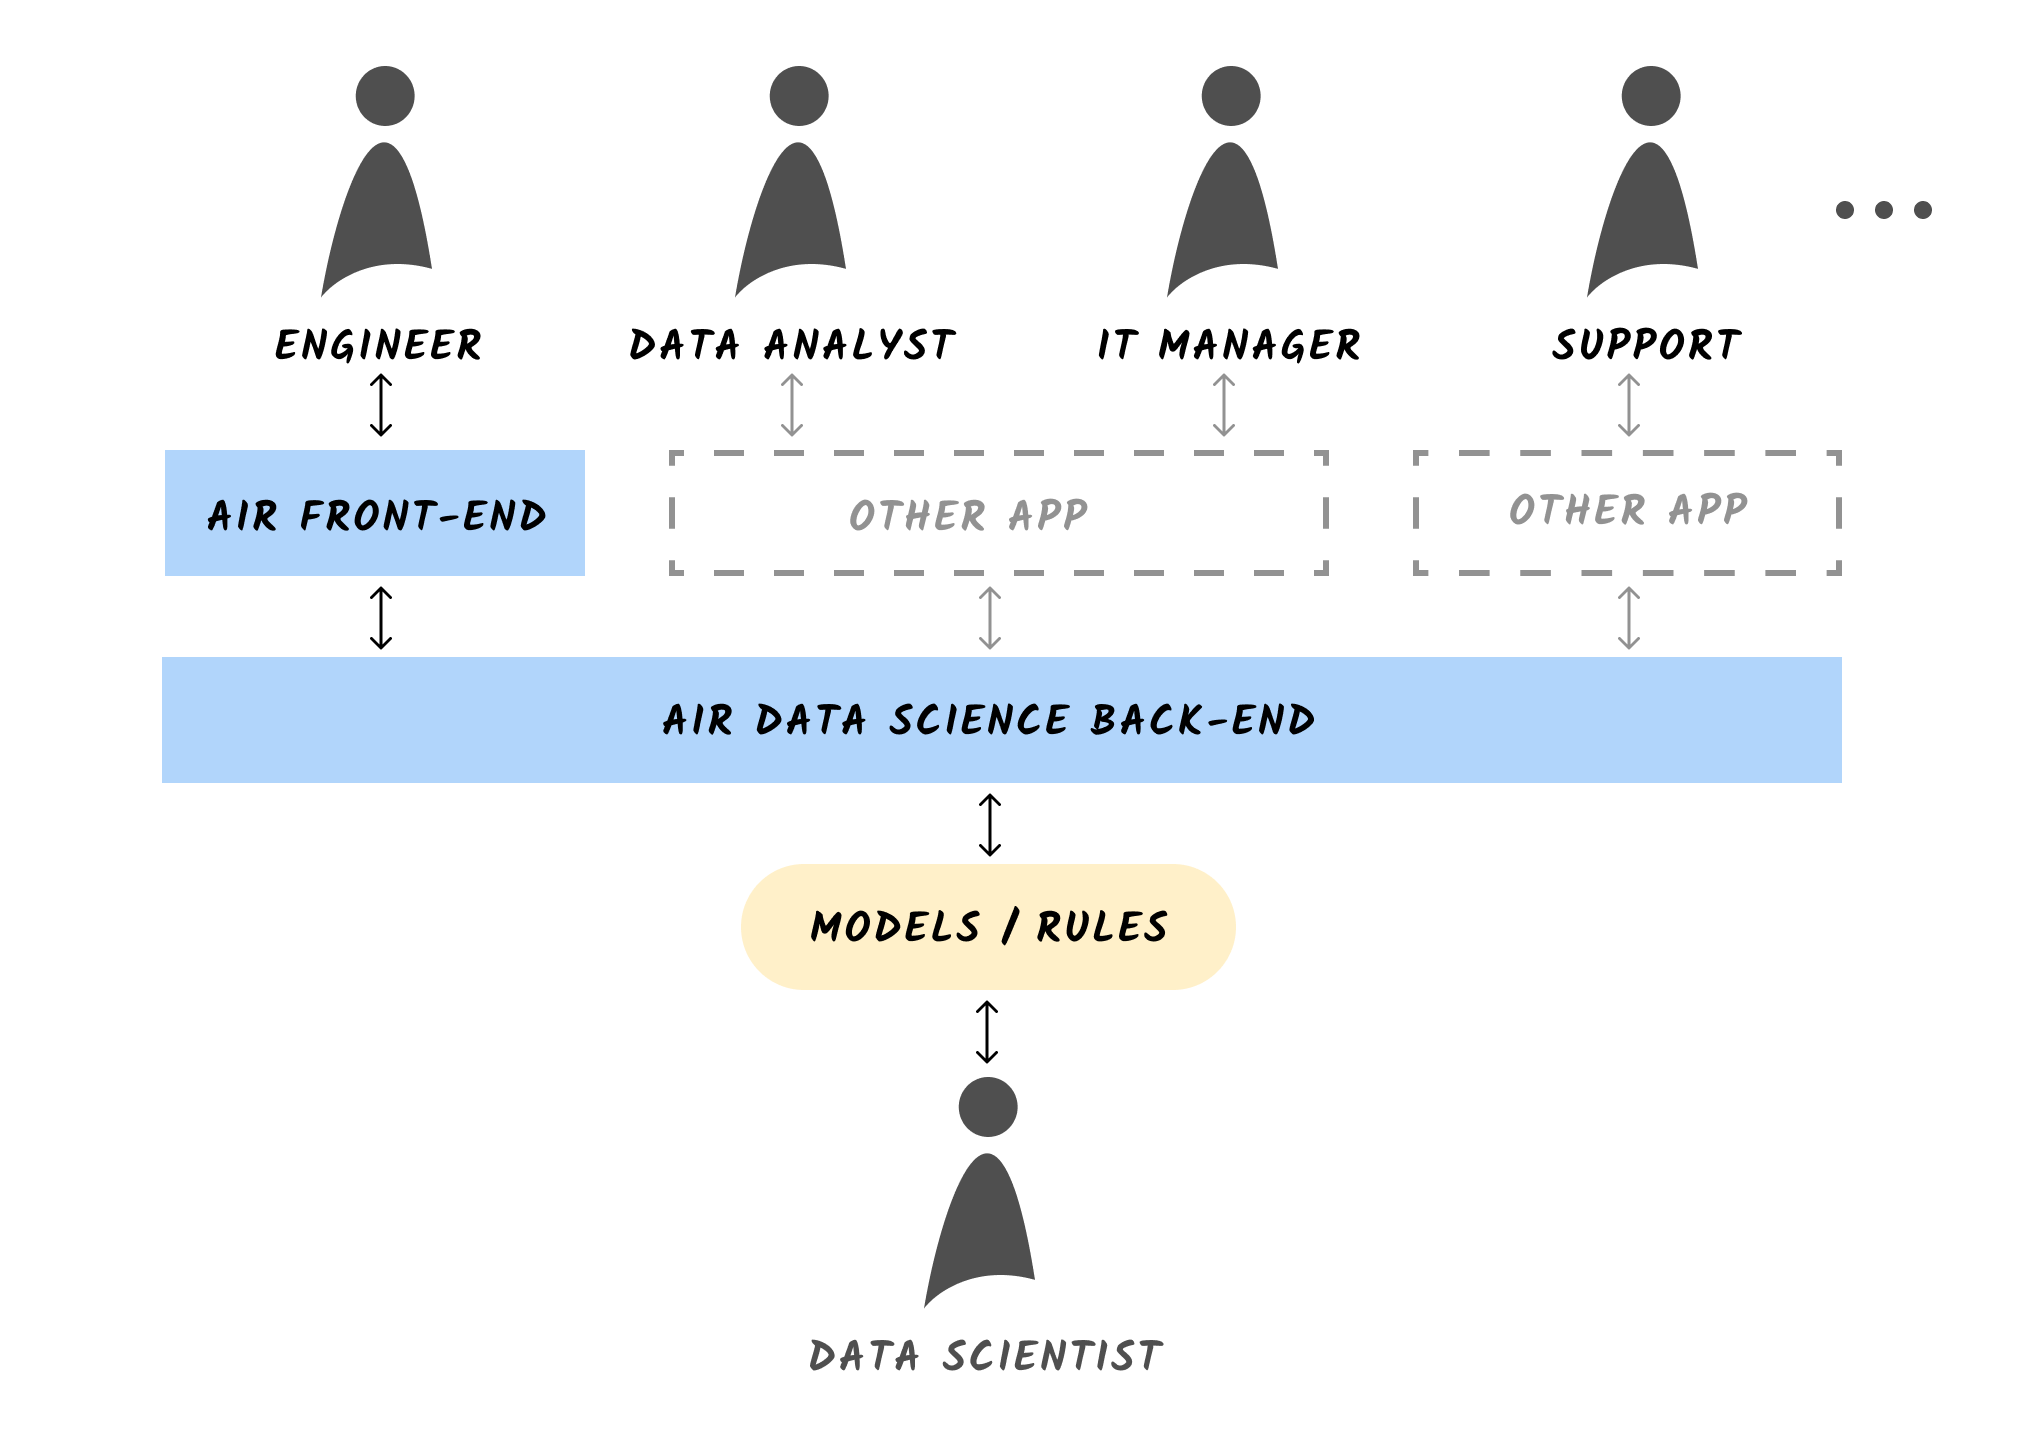 ENGINEER
DATA ANALYST
IT MANAGER
SUPPORT
AIR FRONT-END
OTHER APP
OTHER APP
AIR DATA SCIENCE BACK-END
MODELS / RULES
DATA SCIENTIST